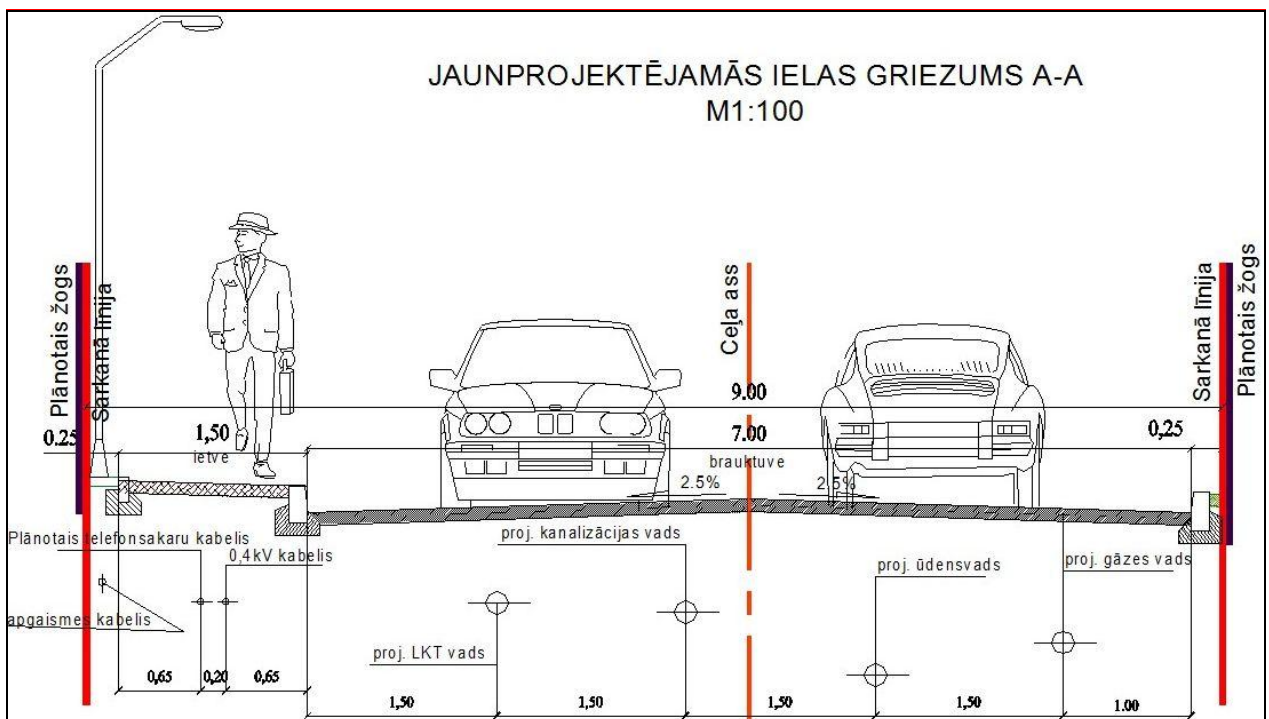 JAUNPROJEKTĒJAMĀS IELAS GRIEZUMS A-A
M1:100
Plānotais žogs
Sarkanā līnija
Ceļa ass
Sarkanā līnija
Plānotais žogs
9.00
0.25
1,50
7.00
0,25
ietve
brauktuve
2.5%
2.5%
Plānotais telefonsakaru kabelis
0,4kV kabelis
proj. kanalizācijas vads
proj. ūdensvads
proj. gāzes vads
apgaismes kabelis
proj. LKT vads
0,65
0,20
0,65
1,50
1,50
1,50
1,50
1.00